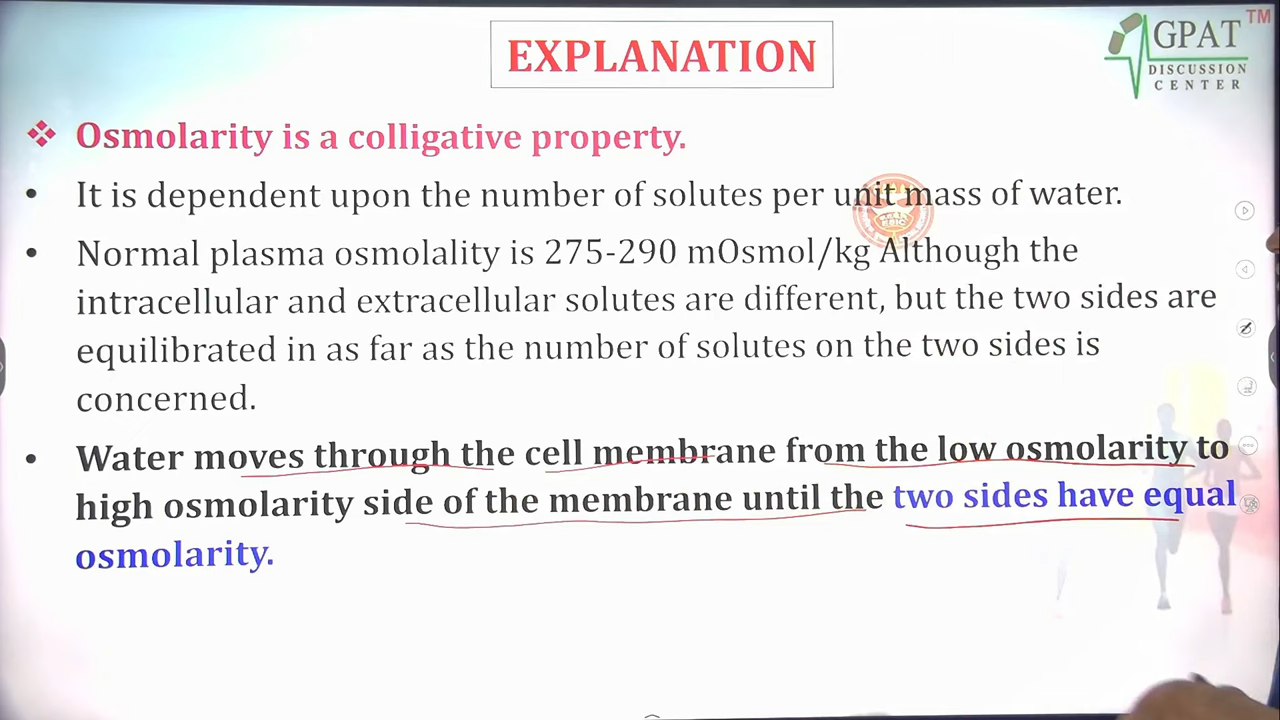 EXPLANATION
TM
GPAT
DISCUSSION
CENTER
❖ Osmolarity is a colligative property.
• It is dependent upon the number of solutes per unit mass of water.
• Normal plasma osmolality is 275-290 mOsmol/kg Although the
intracellular and extracellular solutes are different, but the two sides are
equilibrated in as far as the number of solutes on the two sides is
concerned.
• Water moves through the cell membrane from the low osmolarity to
high osmolarity side of the membrane until the two sides have equal
osmolarity.